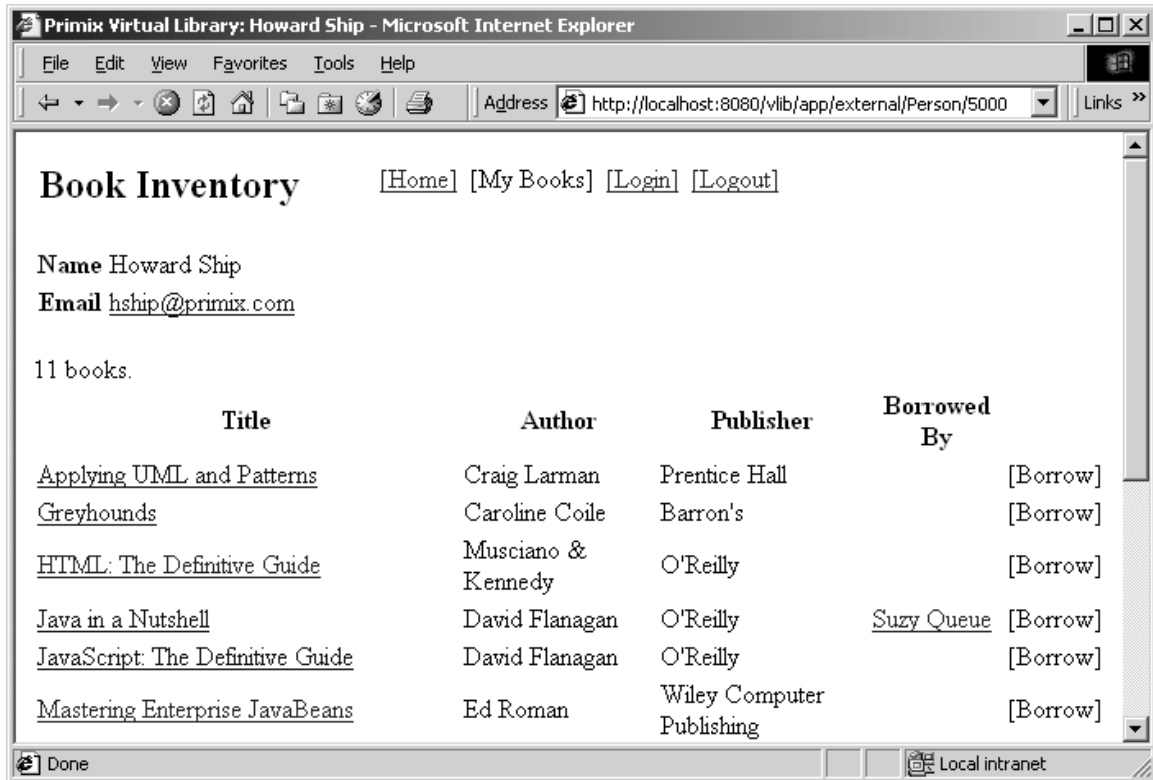 Primix Virtual Library: Howard Ship - Microsoft Internet Explorer
File Edit View Favorites Tools Help
Address http://localhost:8080/vlib/app/external/Person/5000 Links »
Book Inventory [Home] [My Books] [Login] [Logout]
Name Howard Ship
Email hship@primix.com
11 books.
Title Author Publisher Borrowed By
Applying UML and Patterns Craig Larman Prentice Hall [Borrow]
Greyhounds Caroline Coile Barron's [Borrow]
HTML: The Definitive Guide Musciano & Kennedy O'Reilly [Borrow]
Java in a Nutshell David Flanagan O'Reilly Suzy Queue [Borrow]
JavaScript: The Definitive Guide David Flanagan O'Reilly [Borrow]
Mastering Enterprise JavaBeans Ed Roman Wiley Computer Publishing [Borrow]
Done Local intranet